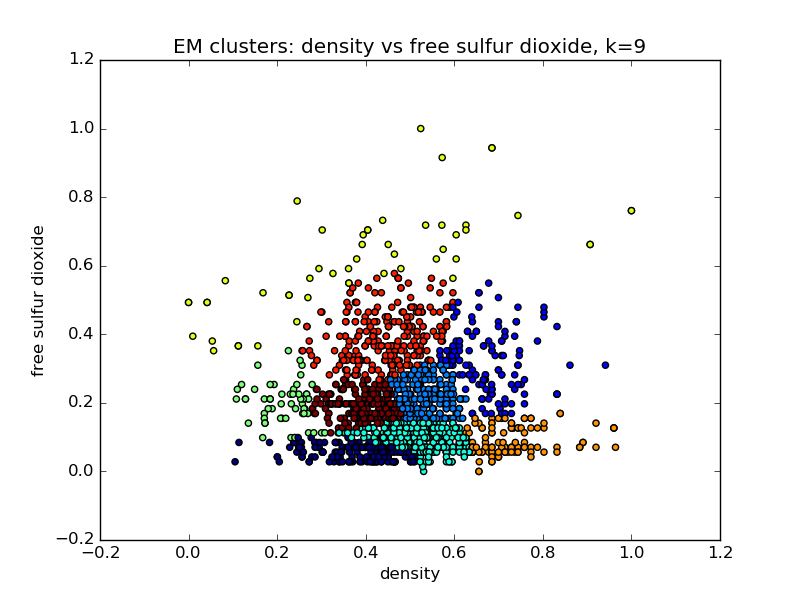 EM clusters: density vs free sulfur dioxide, k=9
1.2
1.0
0.8
0.6
0.4
0.2
0.0
−0.2
free sulfur dioxide
−0.2 0.0 0.2 0.4 0.6 0.8 1.0 1.2
density